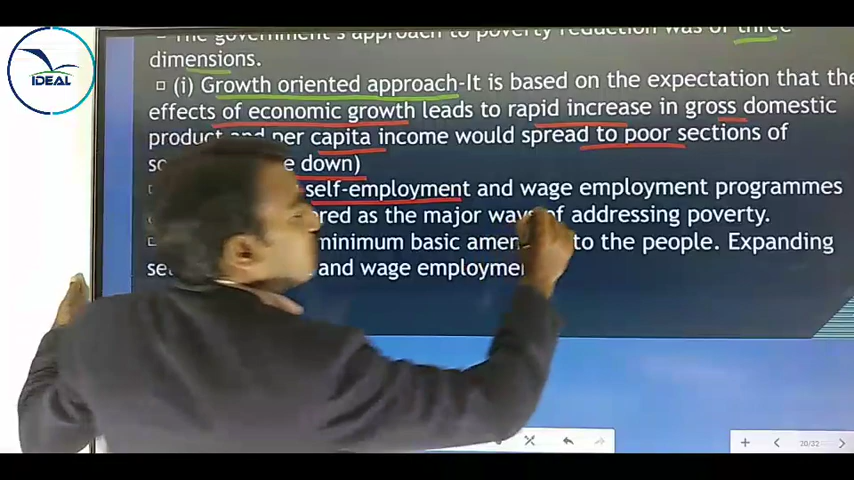 IDEAL
The government's approach to poverty reduction was of three
dimensions.
(i) Growth oriented approach-It is based on the expectation that the
effects of economic growth leads to rapid increase in gross domestic
product and per capita income would spread to poor sections of
so e down)
self-employment and wage employment programmes
red as the major ways of addressing poverty.
minimum basic amen to the people. Expanding
se and wage employmen
20/32